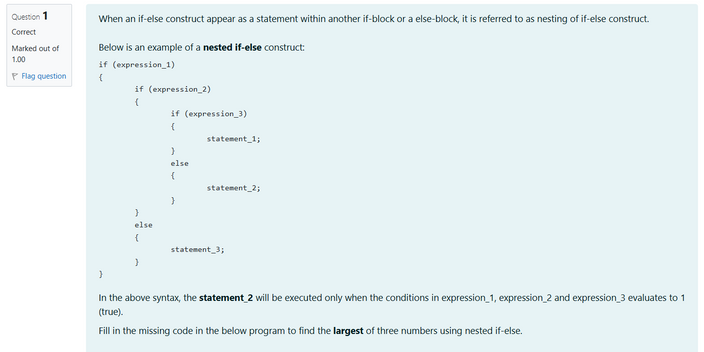 Question 1
Correct
Marked out of
1.00
Flag question
When an if-else construct appear as a statement within another if-block or a else-block, it is referred to as nesting of if-else construct.
Below is an example of a nested if-else construct:
if (expression_1)
{
if (expression_2)
{
if (expression_3)
{
statement_1;
}
else
{
statement_2;
}
}
else
{
statement_3;
}
}
In the above syntax, the statement_2 will be executed only when the conditions in expression_1, expression_2 and expression_3 evaluates to 1
(true).
Fill in the missing code in the below program to find the largest of three numbers using nested if-else.